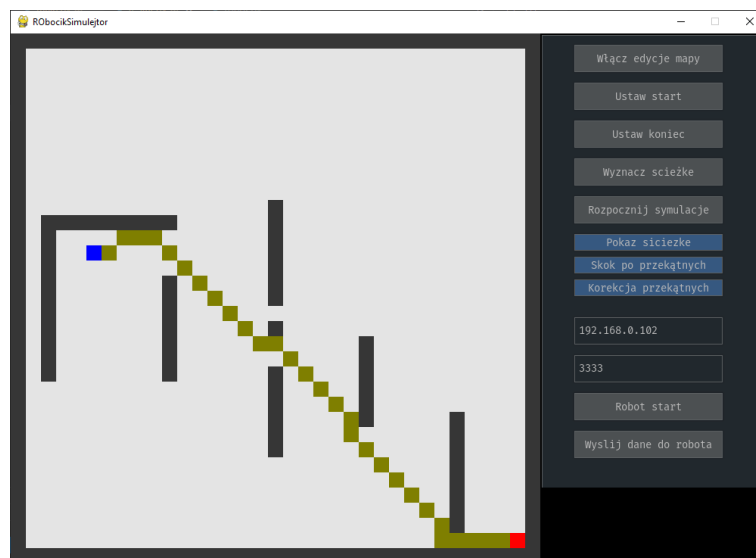 RObocikSimulejtor
Włącz edycje mapy
Ustaw start
Ustaw koniec
Wyznacz scieżke
Rozpocznij symulacje
Pokaz siciezke
Skok po przekątnych
Korekcja przekątnych
192.168.0.102
3333
Robot start
Wyslij dane do robota